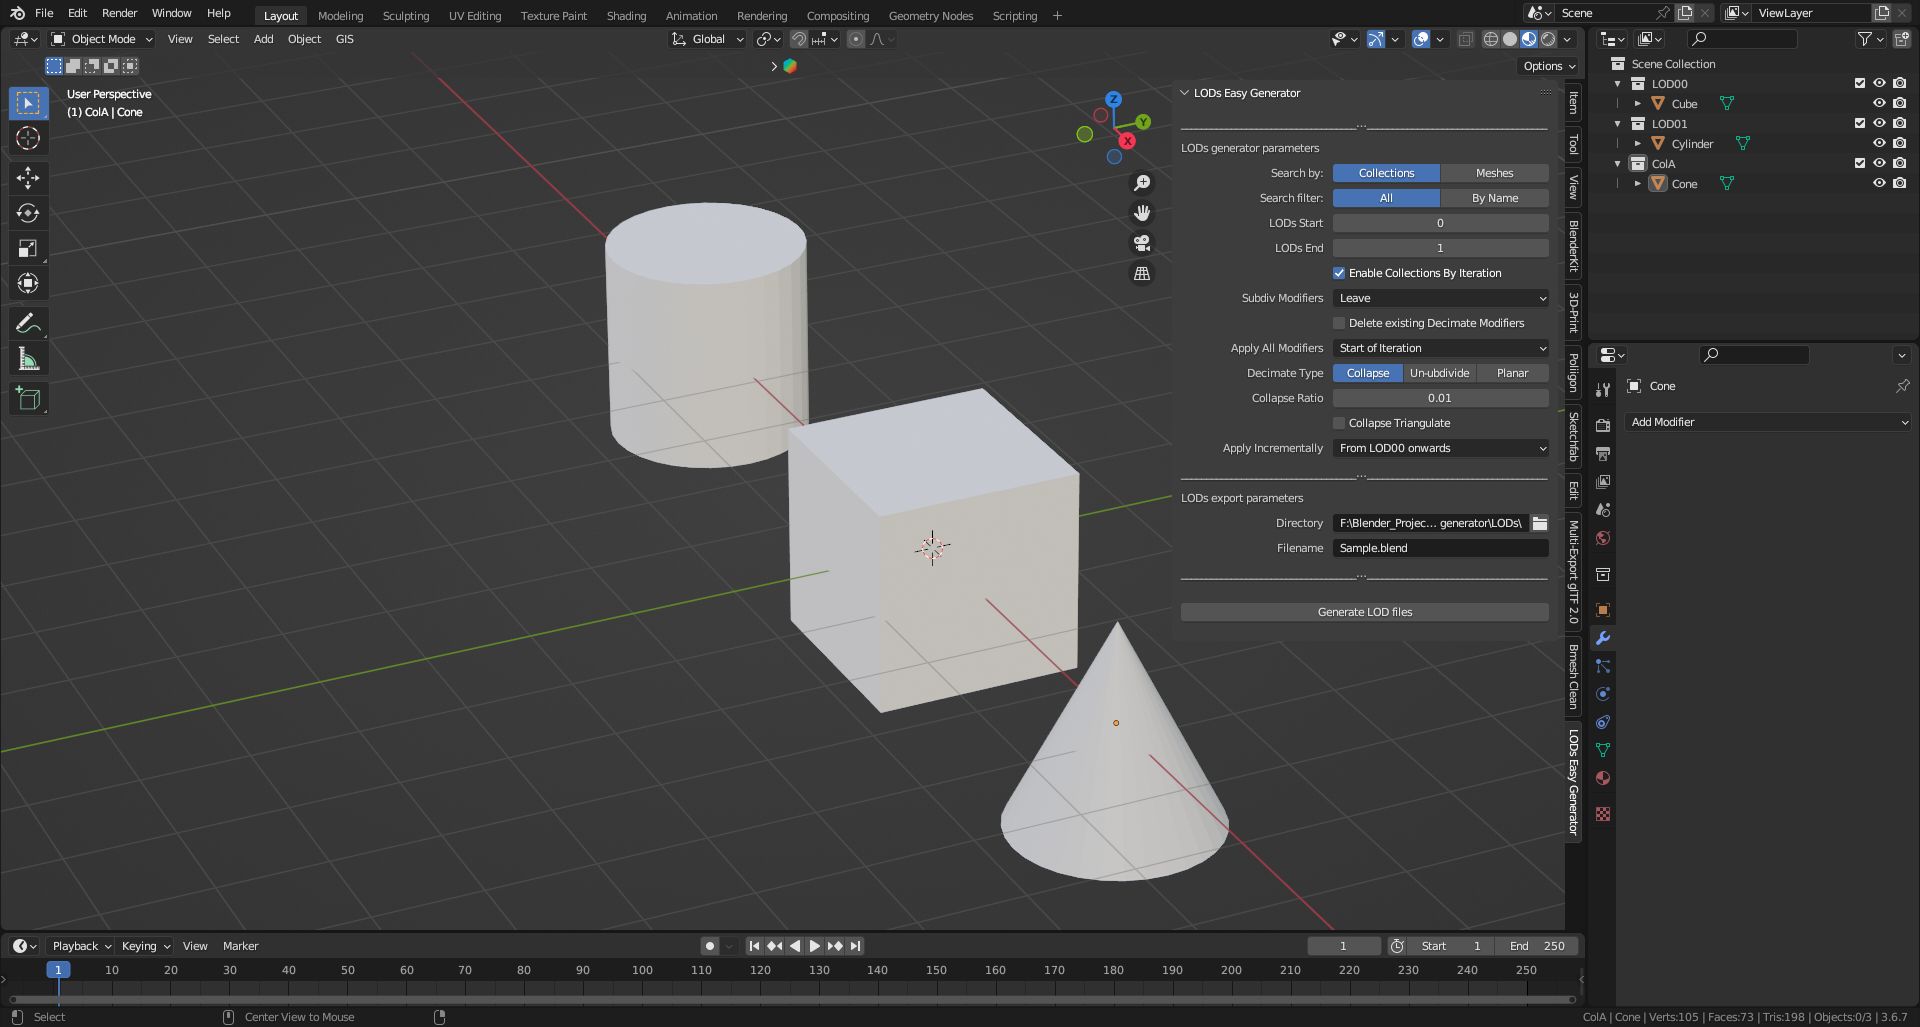 File Edit Render Window Help Layout Modeling Sculpting UV Editing Texture Paint Shading Animation Rendering Compositing Geometry Nodes Scripting + Scene ViewLayer
Object Mode View Select Add Object GIS Global
Options
User Perspective
(1) ColA | Cone
Z
Y
X
LODs Easy Generator
LODs generator parameters
Search by: Collections Meshes
Search filter: All By Name
LODs Start 0
LODs End 1
Enable Collections By Iteration
Subdiv Modifiers Leave
Delete existing Decimate Modifiers
Apply All Modifiers Start of Iteration
Decimate Type Collapse Un-ubdivide Planar
Collapse Ratio 0.01
Collapse Triangulate
Apply Incrementally From LOD00 onwards
LODs export parameters
Directory F:\Blender_Projec... generator\LODs\
Filename Sample.blend
Generate LOD files
Item
Tool
View
BlenderKit
3D-Print
Poliigon
Sketchfab
Edit
Multi-Export glTF 2.0
Bmesh Clean
LODs Easy Generator
Scene Collection
LOD00
Cube
LOD01
Cylinder
ColA
Cone
Cone
Add Modifier
Playback Keying View Marker 1 Start 1 End 250
1 10 20 30 40 50 60 70 80 90 100 110 120 130 140 150 160 170 180 190 200 210 220 230 240 250
Select Center View to Mouse ColA | Cone | Verts:105 | Faces:73 | Tris:198 | Objects:0/3 | 3.6.7